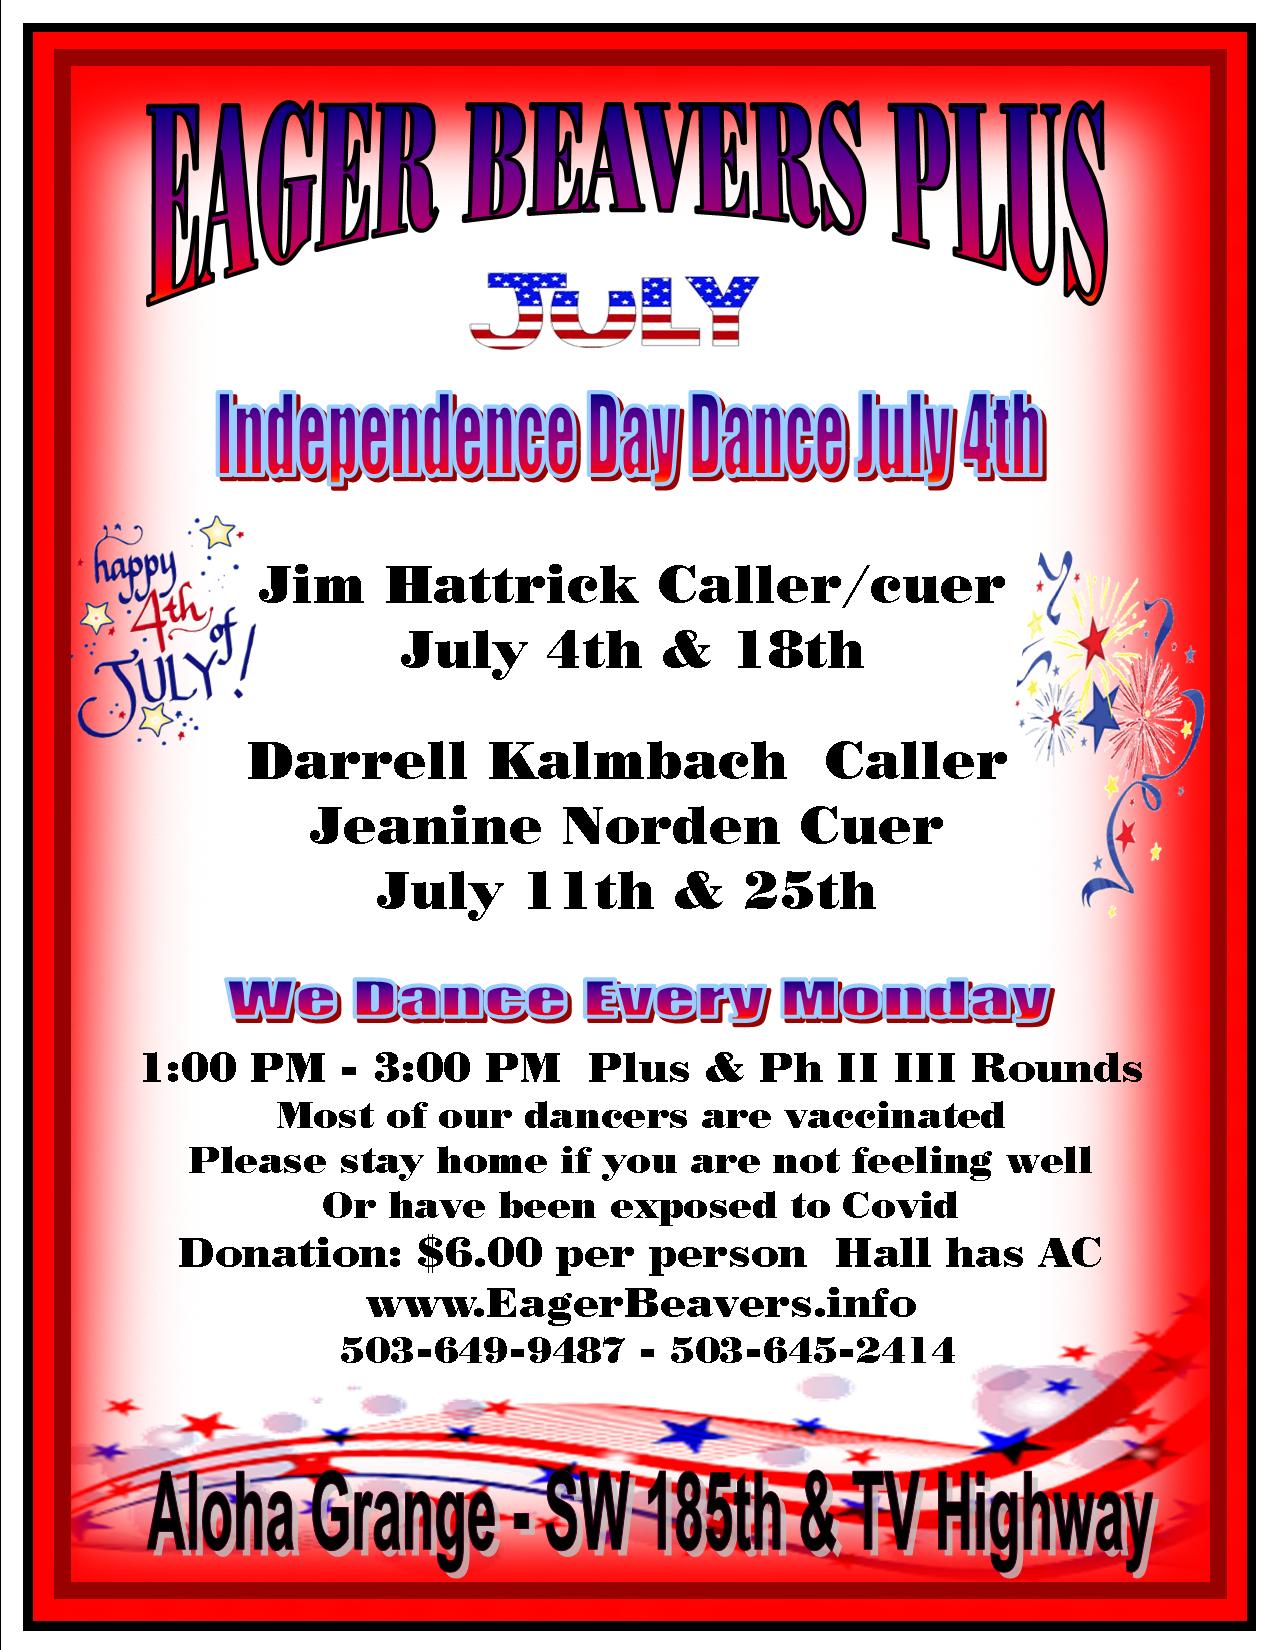 EAGER BEAVERS PLUS
JULY
Independence Day Dance July 4th
happy
4th
of
JULY!
Jim Hattrick Caller/cuer
July 4th & 18th
Darrell Kalmbach Caller
Jeanine Norden Cuer
July 11th & 25th
We Dance Every Monday
1:00 PM - 3:00 PM Plus & Ph II III Rounds
Most of our dancers are vaccinated
Please stay home if you are not feeling well
Or have been exposed to Covid
Donation: $6.00 per person Hall has AC
www.EagerBeavers.info
503-649-9487 - 503-645-2414
Aloha Grange - SW 185th & TV Highway